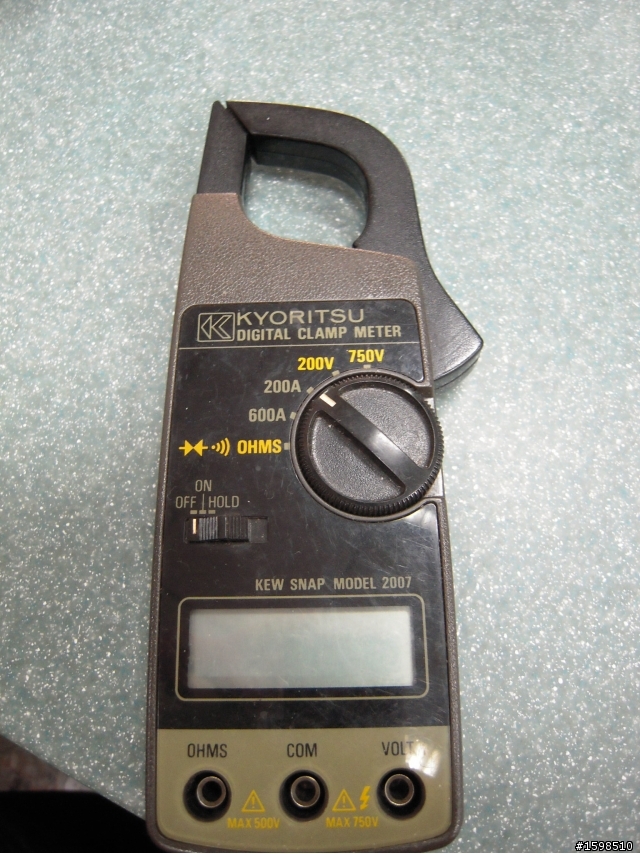 KYORITSU
DIGITAL CLAMP METER
200V 750V
200A
600A
OHMS
ON
OFF HOLD
KEW SNAP MODEL 2007
OHMS COM VOLT
MAX 500V MAX 750V
#1598510